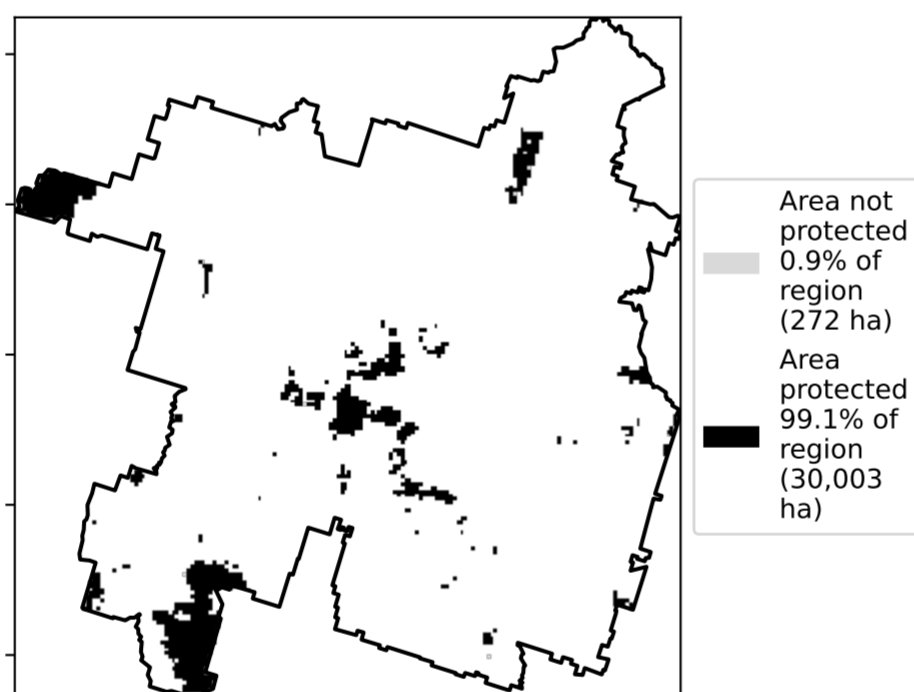 Area not
protected
0.9% of
region
(272 ha)
Area
protected
99.1% of
region
(30,003
ha)